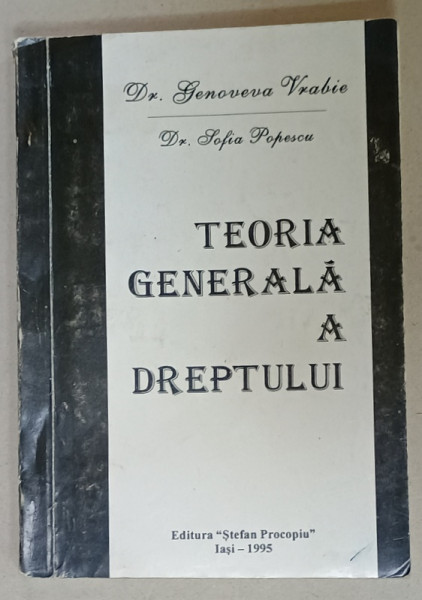 Dr. Genoveva Vrabie
Dr. Sofia Popescu
TEORIA
GENERALĂ
A
DREPTULUI
Editura "Ştefan Procopiu"
Iaşi – 1995